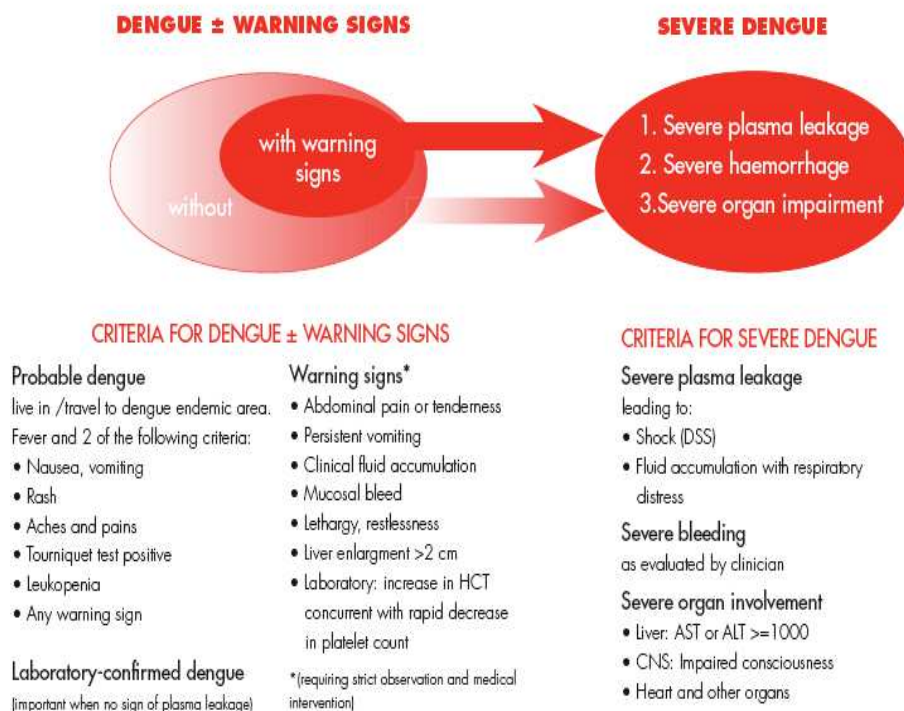 DENGUE ± WARNING SIGNS
SEVERE DENGUE
with warning
signs
without
1. Severe plasma leakage
2. Severe haemorrhage
3.Severe organ impairment
CRITERIA FOR DENGUE ± WARNING SIGNS
Probable dengue
live in /travel to dengue endemic area.
Fever and 2 of the following criteria:
• Nausea, vomiting
• Rash
• Aches and pains
• Tourniquet test positive
• Leukopenia
• Any warning sign
Laboratory-confirmed dengue
(important when no sign of plasma leakage)
Warning signs*
• Abdominal pain or tenderness
• Persistent vomiting
• Clinical fluid accumulation
• Mucosal bleed
• Lethargy, restlessness
• Liver enlargment >2 cm
• Laboratory: increase in HCT
concurrent with rapid decrease
in platelet count
*(requiring strict observation and medical
intervention)
CRITERIA FOR SEVERE DENGUE
Severe plasma leakage
leading to:
• Shock (DSS)
• Fluid accumulation with respiratory
distress
Severe bleeding
as evaluated by clinician
Severe organ involvement
• Liver: AST or ALT >=1000
• CNS: Impaired consciousness
• Heart and other organs